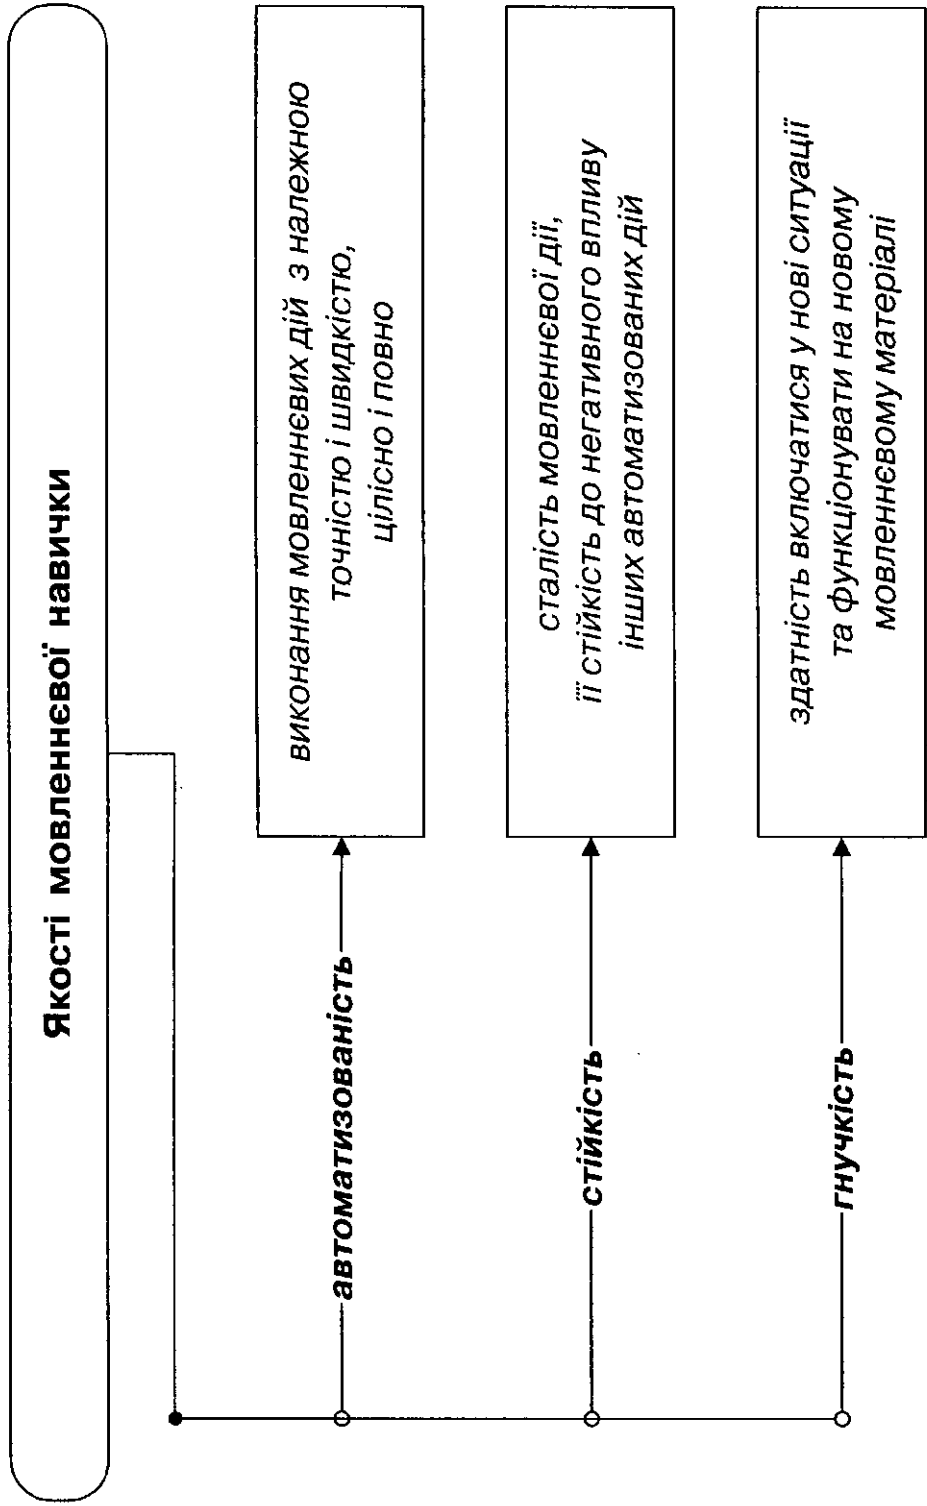 Якості мовленнєвої навички
автоматизованість
виконання мовленнєвих дій з належною
точністю і швидкістю,
цілісно і повно
стійкість
сталість мовленнєвої дії,
її стійкість до негативного впливу
інших автоматизованих дій
гнучкість
здатність включатися у нові ситуації
та функціонувати на новому
мовленнєвому матеріалі